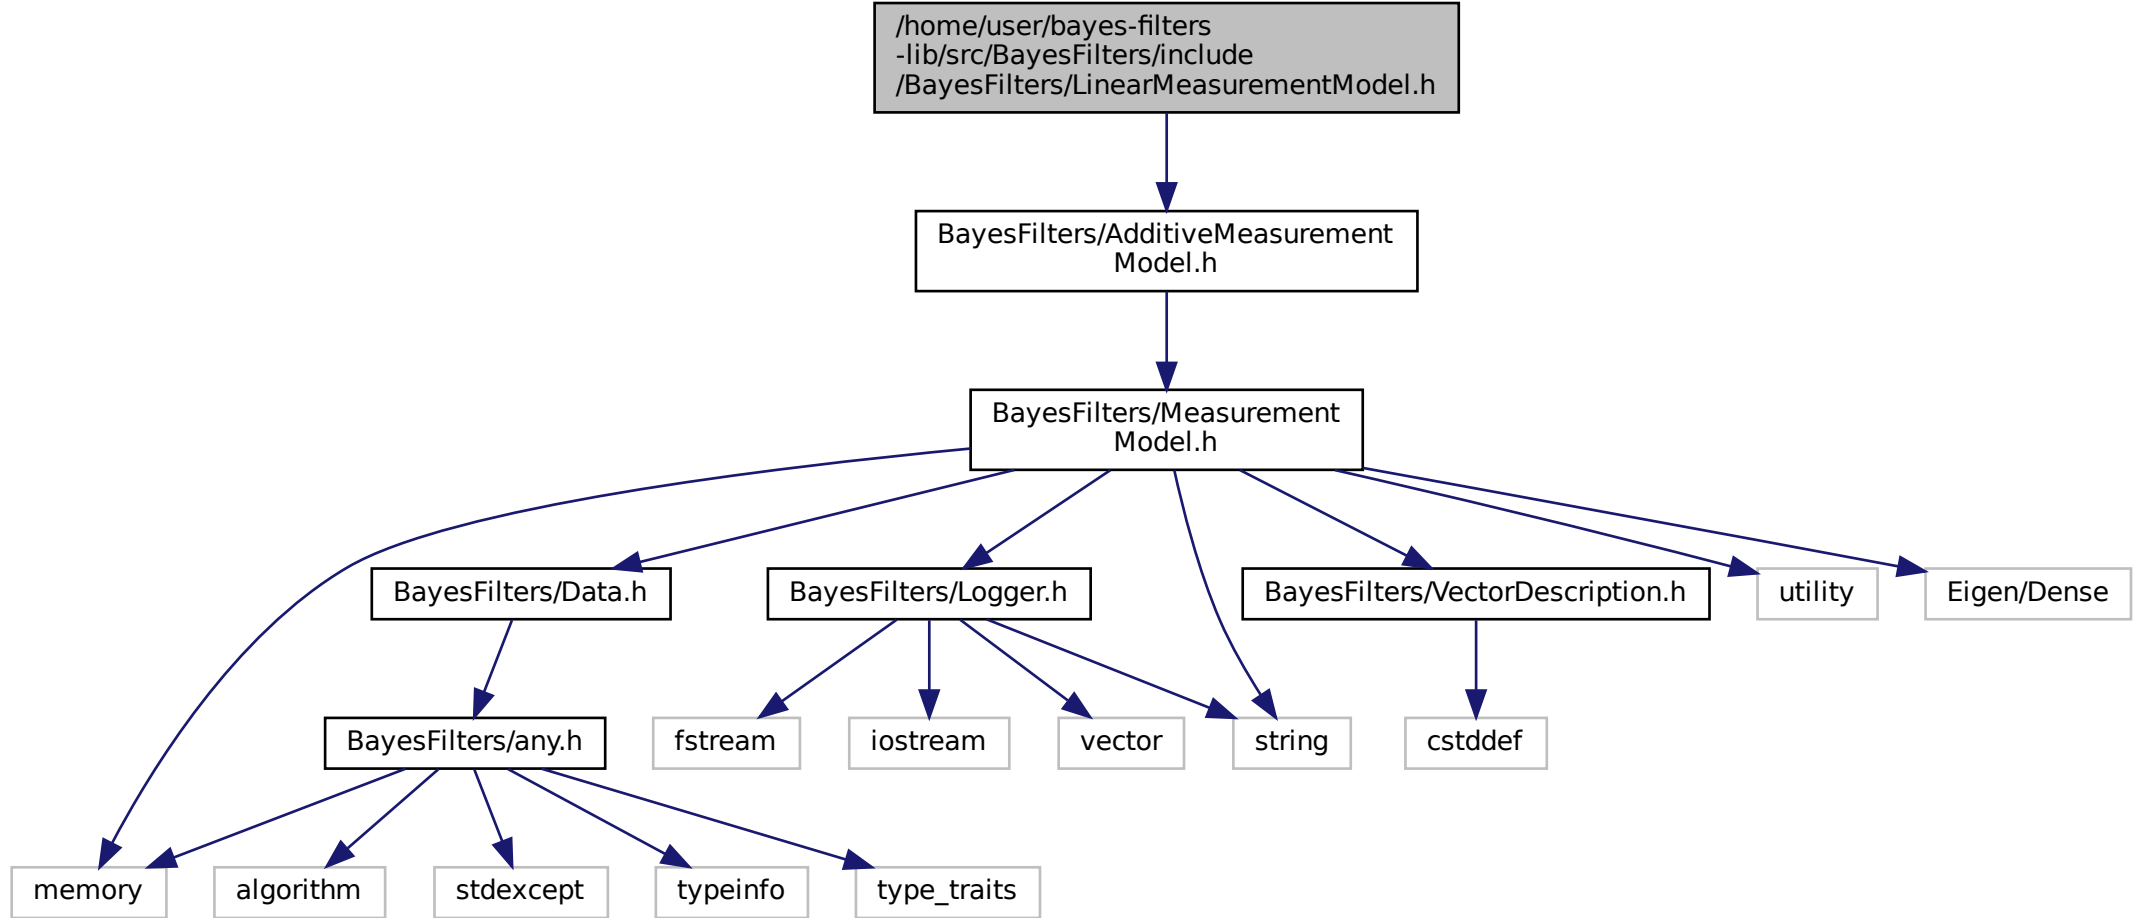 /home/user/bayes-filters
-lib/src/BayesFilters/include
/BayesFilters/LinearMeasurementModel.h
BayesFilters/AdditiveMeasurement
Model.h
BayesFilters/Measurement
Model.h
BayesFilters/Data.h
BayesFilters/Logger.h
BayesFilters/VectorDescription.h
utility
Eigen/Dense
BayesFilters/any.h
fstream
iostream
vector
string
cstddef
memory
algorithm
stdexcept
typeinfo
type_traits